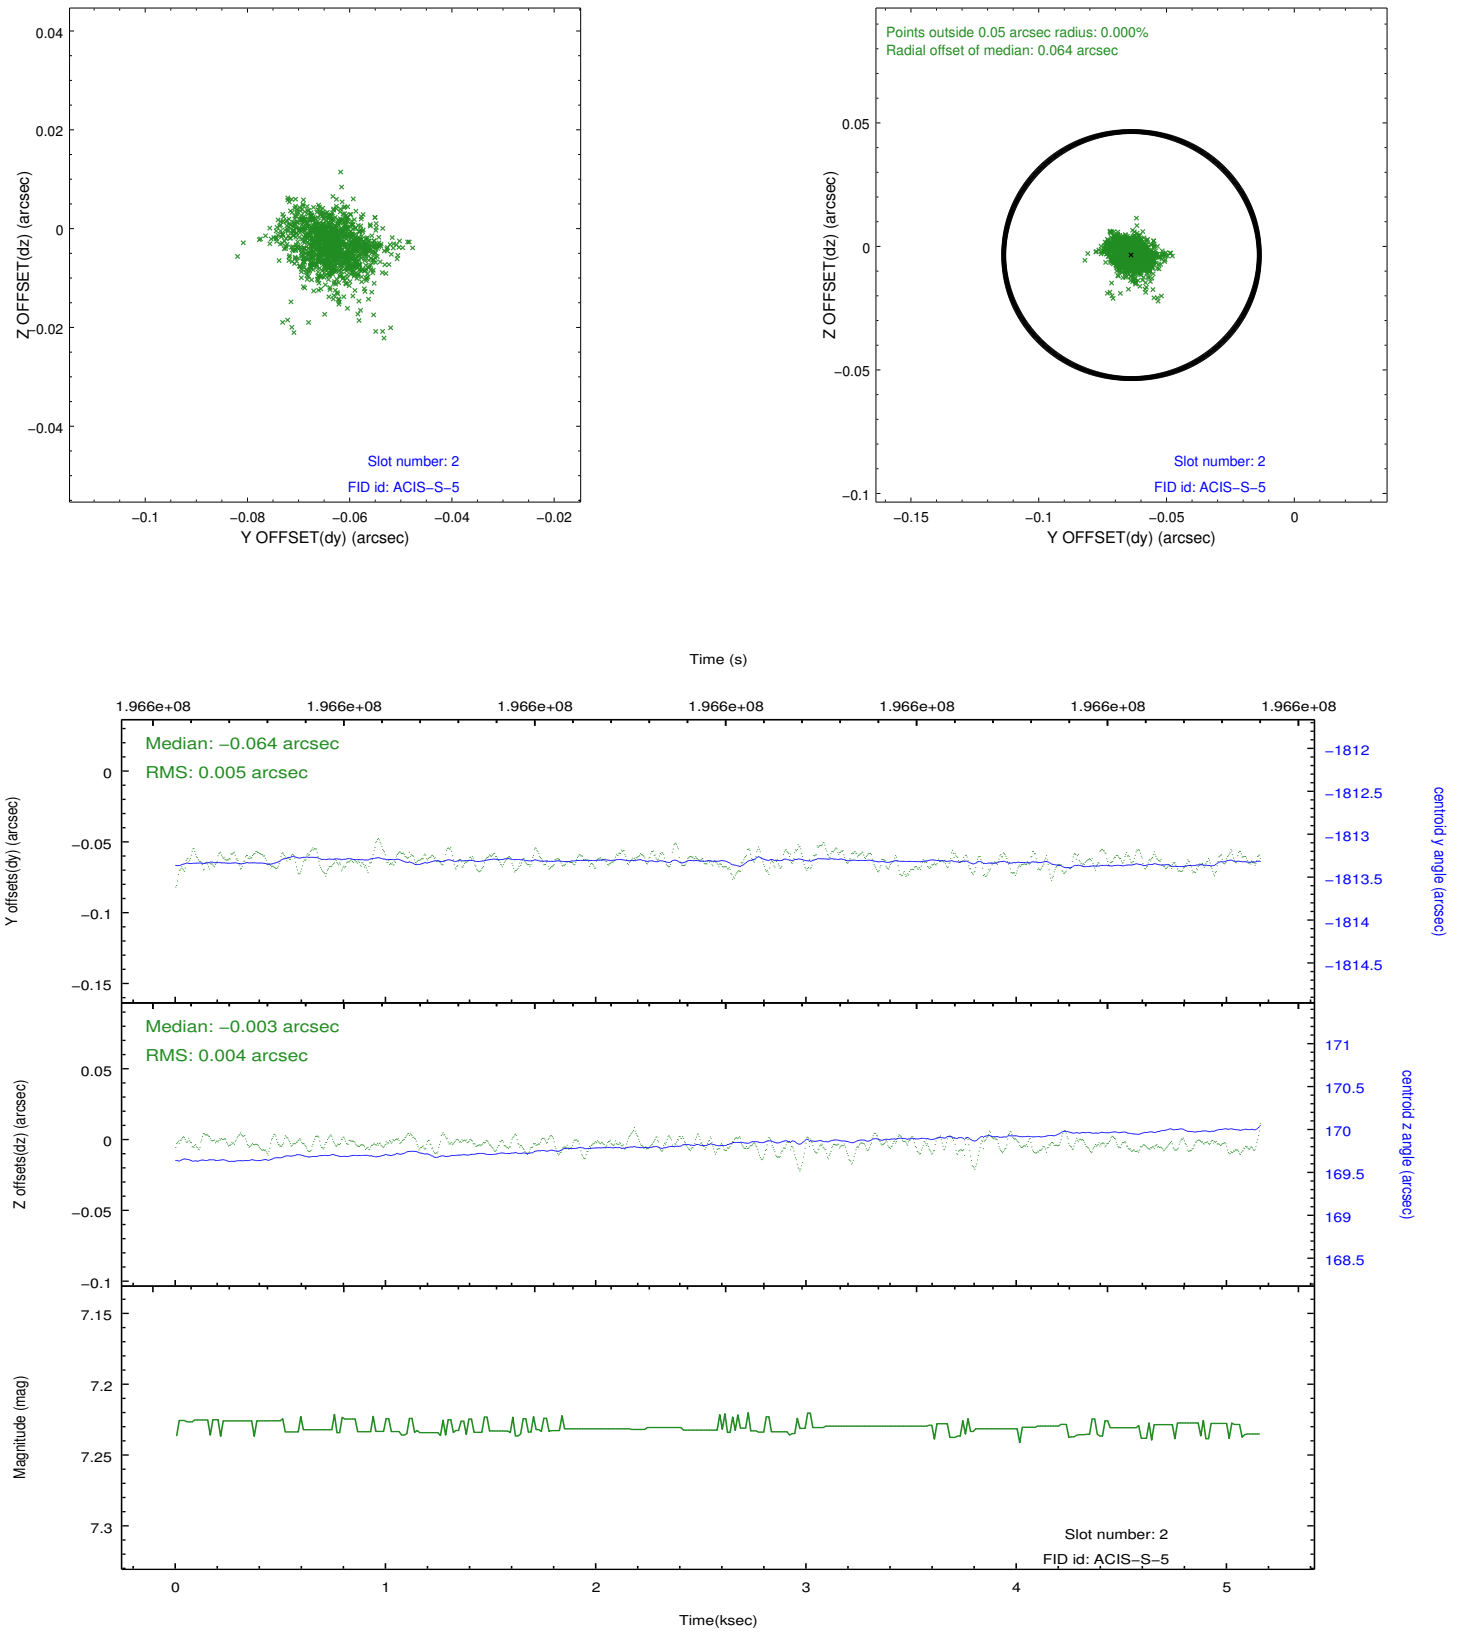 0.04
0.02
0
−0.02
−0.04
Z OFFSET(dz) (arcsec)
Slot number: 2
FID id: ACIS−S−5
−0.1
−0.08
−0.06
−0.04
−0.02
Y OFFSET(dy) (arcsec)
Points outside 0.05 arcsec radius: 0.000%
Radial offset of median: 0.064 arcsec
0.05
0
−0.05
−0.1
Z OFFSET(dz) (arcsec)
Slot number: 2
FID id: ACIS−S−5
−0.15
−0.1
−0.05
0
Y OFFSET(dy) (arcsec)
Time (s)
1.966e+08 1.966e+08 1.966e+08 1.966e+08 1.966e+08 1.966e+08 1.966e+08
Median: −0.064 arcsec
RMS: 0.005 arcsec
0
−0.05
−0.1
−0.15
Y offsets(dy) (arcsec)
−1812
−1812.5
−1813
−1813.5
−1814
−1814.5
centroid y angle (arcsec)
Median: −0.003 arcsec
RMS: 0.004 arcsec
0.05
0
−0.05
−0.1
Z offsets(dz) (arcsec)
171
170.5
170
169.5
169
168.5
centroid z angle (arcsec)
7.15
7.2
7.25
7.3
Magnitude (mag)
Slot number: 2
FID id: ACIS−S−5
0 1 2 3 4 5
Time(ksec)